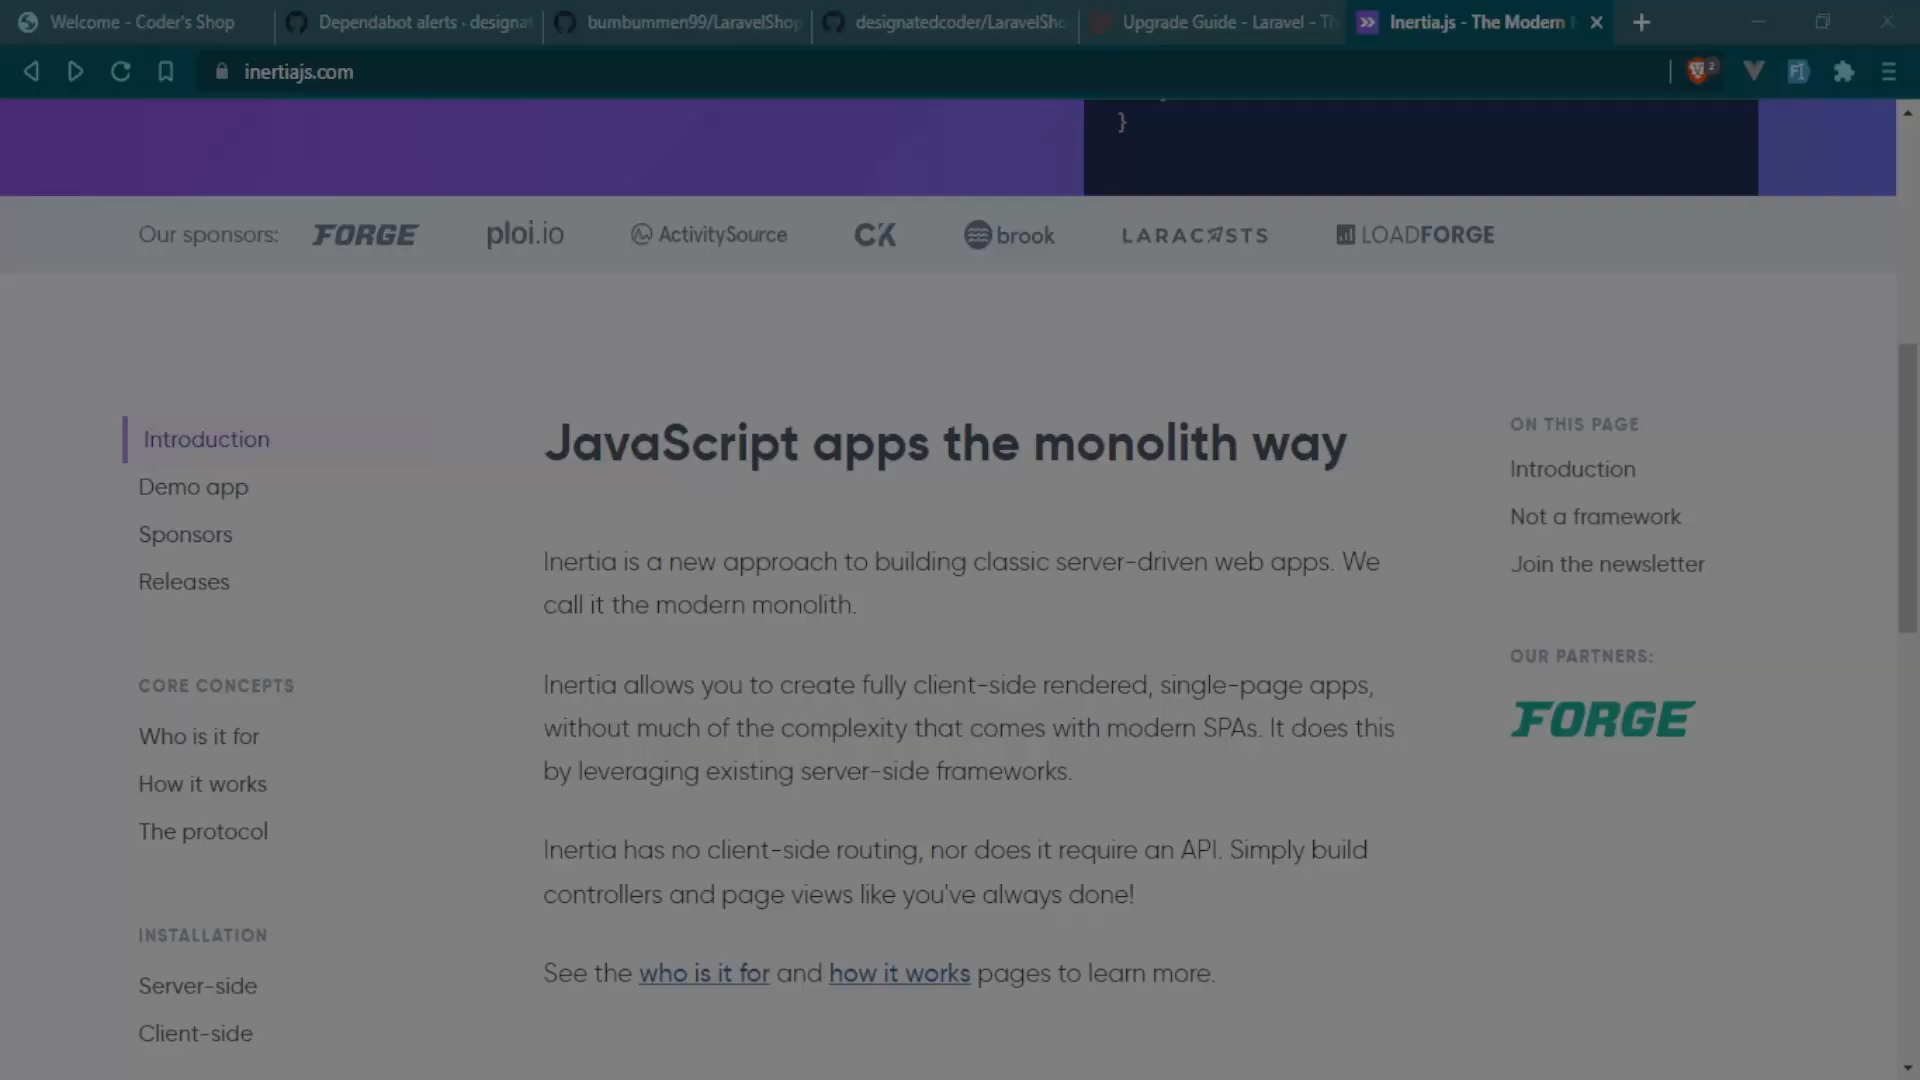 Welcome - Coder's Shop
Dependabot alerts · designat
bumbummen99/LaravelShop
designatedcoder/LaravelSho
Upgrade Guide - Laravel - Th
Inertia.js - The Modern
inertiajs.com
2
}
Our sponsors:
FORGE
ploi.io
ActivitySource
CK
brook
LARACASTS
LOADFORGE
Introduction
Demo app
Sponsors
Releases
CORE CONCEPTS
Who is it for
How it works
The protocol
INSTALLATION
Server-side
Client-side
JavaScript apps the monolith way
Inertia is a new approach to building classic server-driven web apps. We
call it the modern monolith.
Inertia allows you to create fully client-side rendered, single-page apps,
without much of the complexity that comes with modern SPAs. It does this
by leveraging existing server-side frameworks.
Inertia has no client-side routing, nor does it require an API. Simply build
controllers and page views like you've always done!
See the who is it for and how it works pages to learn more.
ON THIS PAGE
Introduction
Not a framework
Join the newsletter
OUR PARTNERS:
FORGE